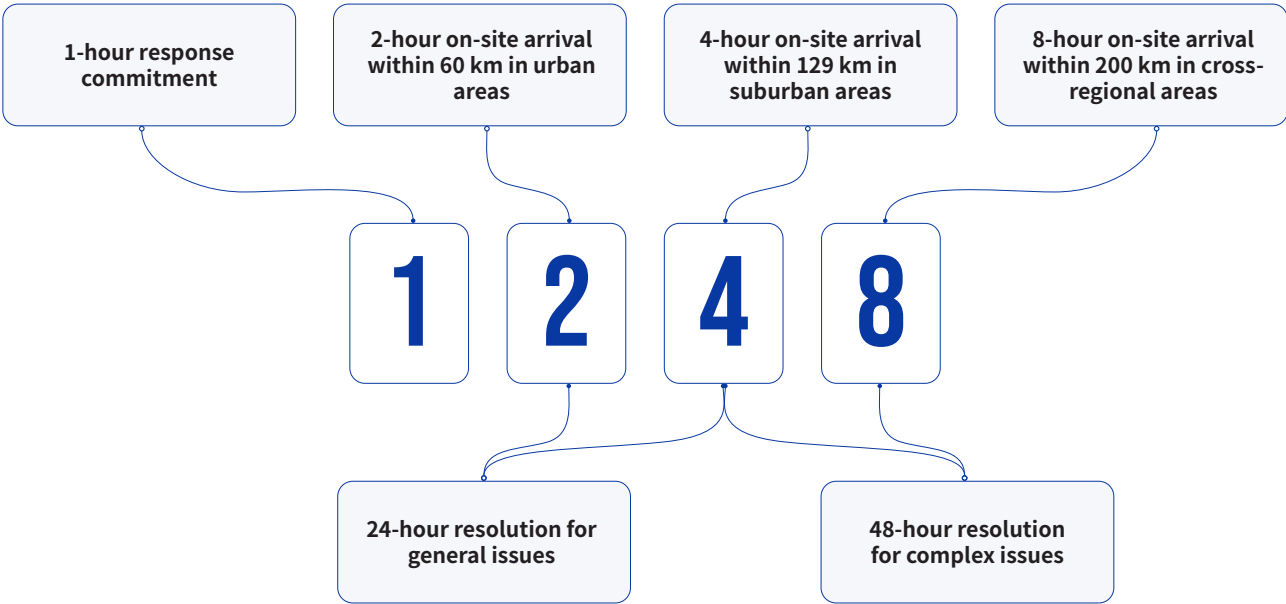 1-hour response
commitment
2-hour on-site arrival
within 60 km in urban
areas
4-hour on-site arrival
within 129 km in
suburban areas
8-hour on-site arrival
within 200 km in cross-
regional areas
1
2
4
8
24-hour resolution for
general issues
48-hour resolution
for complex issues